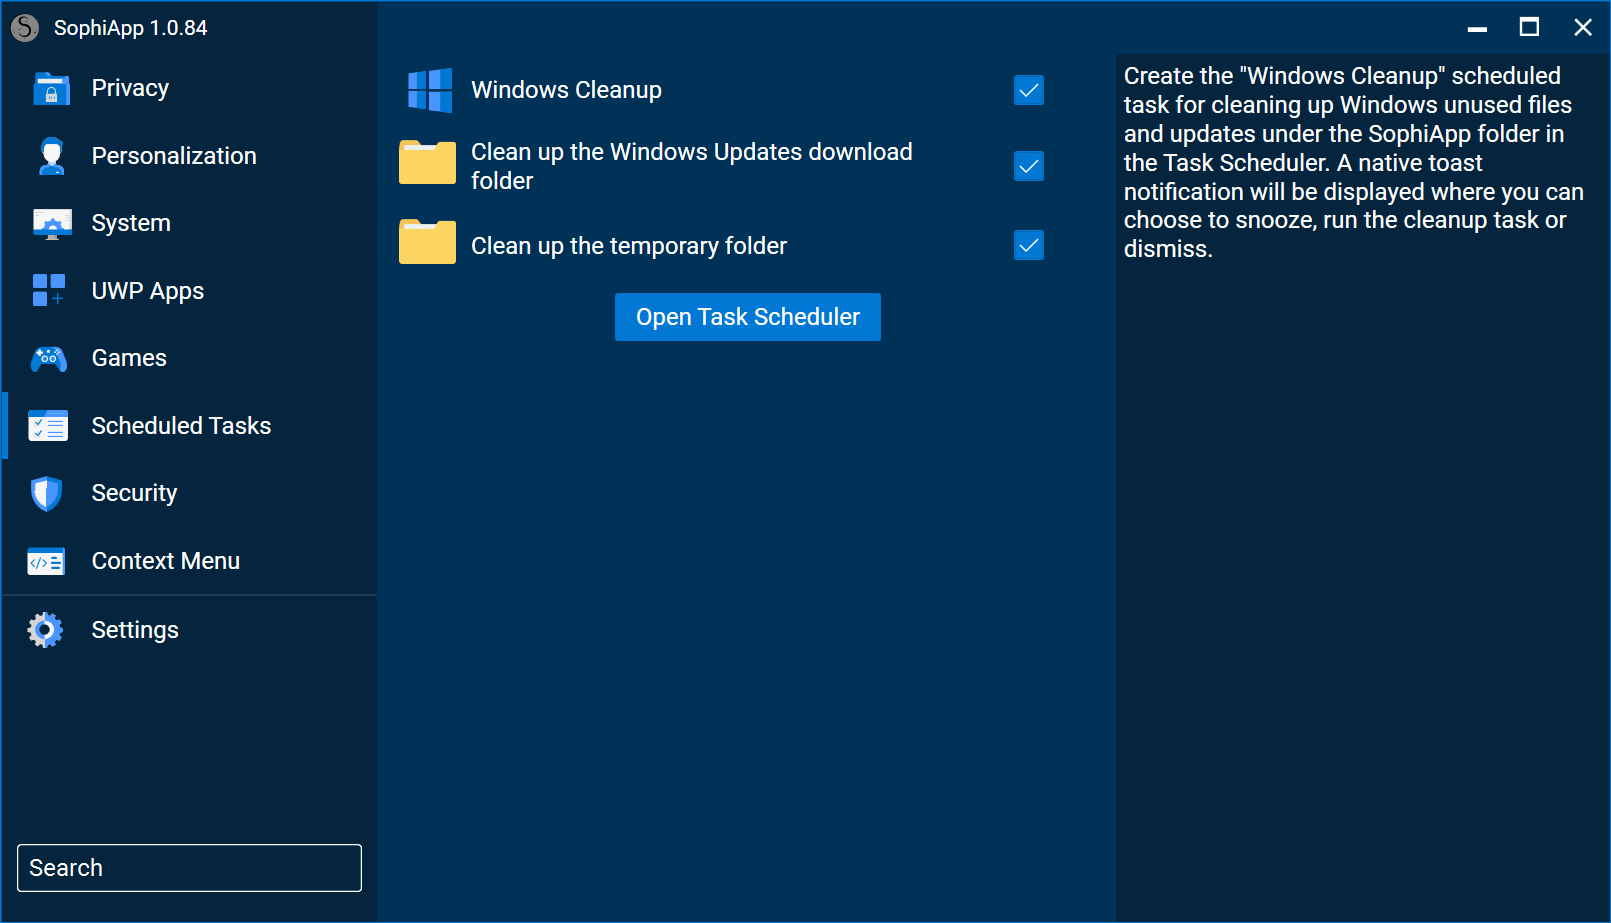 SophiApp 1.0.84
Privacy
Personalization
System
UWP Apps
Games
Scheduled Tasks
Security
Context Menu
Settings
Search
Windows Cleanup
Clean up the Windows Updates download
folder
Clean up the temporary folder
Open Task Scheduler
Create the "Windows Cleanup" scheduled
task for cleaning up Windows unused files
and updates under the SophiApp folder in
the Task Scheduler. A native toast
notification will be displayed where you can
choose to snooze, run the cleanup task or
dismiss.